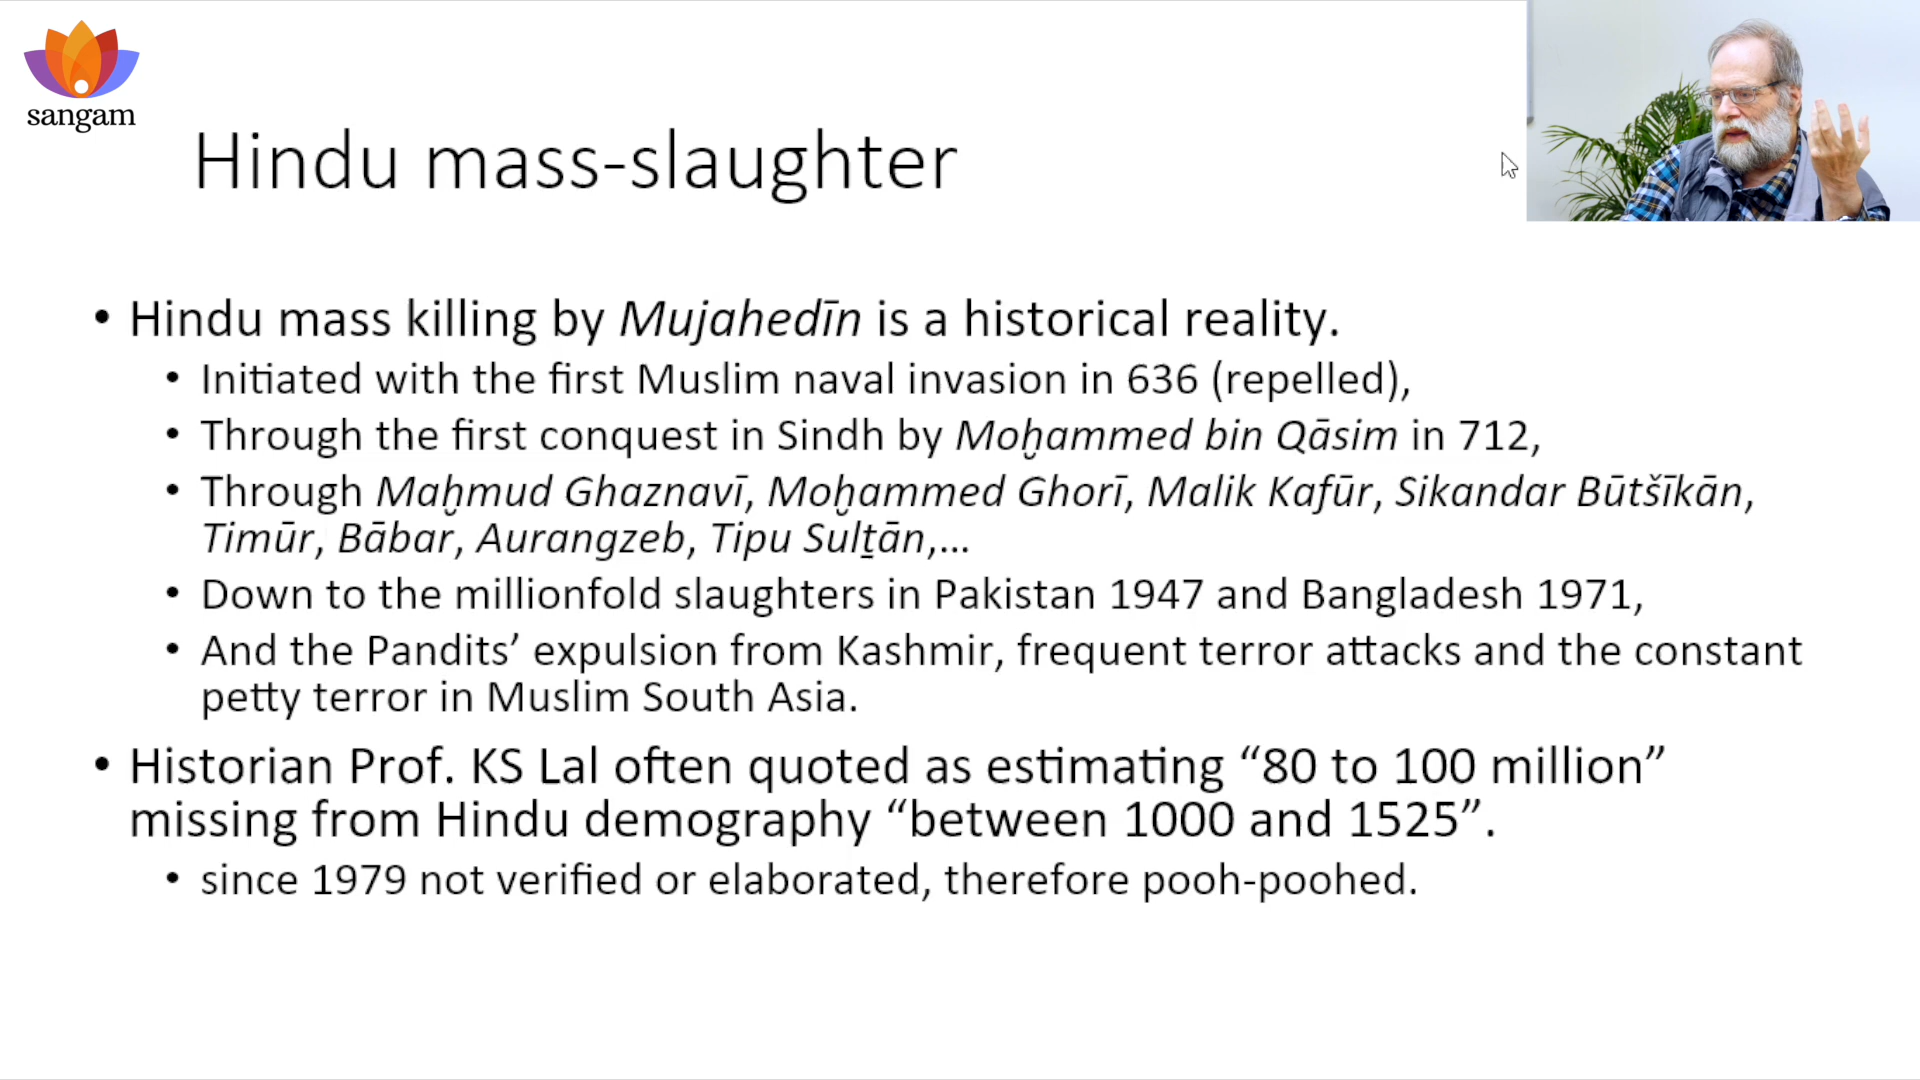 sangam
Hindu mass-slaughter
• Hindu mass killing by Mujahedīn is a historical reality.
• Initiated with the first Muslim naval invasion in 636 (repelled),
• Through the first conquest in Sindh by Moḫammed bin Qāsim in 712,
• Through Maḫmud Ghaznavī, Moḫammed Ghorī, Malik Kafūr, Sikandar Būtšīkān,
Timūr, Bābar, Aurangzeb, Tipu Sulṯān,...
• Down to the millionfold slaughters in Pakistan 1947 and Bangladesh 1971,
• And the Pandits’ expulsion from Kashmir, frequent terror attacks and the constant
petty terror in Muslim South Asia.
• Historian Prof. KS Lal often quoted as estimating “80 to 100 million”
missing from Hindu demography “between 1000 and 1525”.
• since 1979 not verified or elaborated, therefore pooh-poohed.